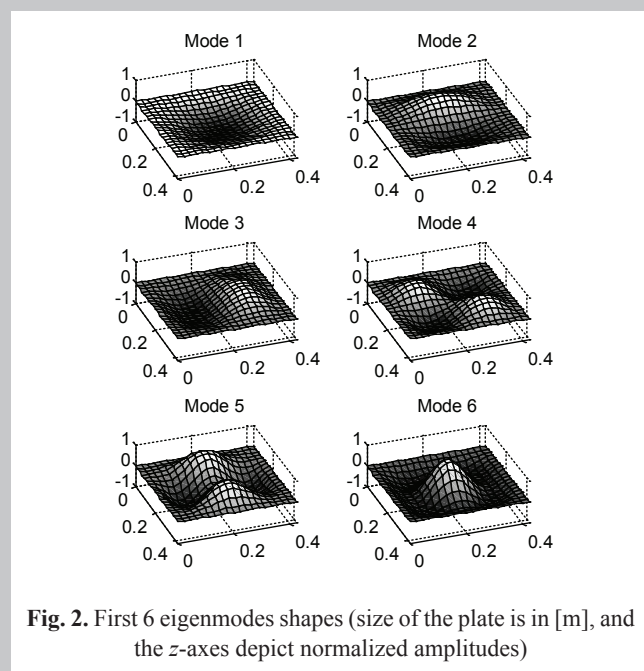 Mode 1 Mode 2
1 1
0 0
-1 -1
0 0
0.2 0.4 0.2 0.4
0.4 0.2 0.4 0.2
0 0
Mode 3 Mode 4
1 1
0 0
-1 -1
0 0
0.2 0.4 0.2 0.4
0.4 0.2 0.4 0.2
0 0
Mode 5 Mode 6
1 1
0 0
-1 -1
0 0
0.2 0.4 0.2 0.4
0.4 0.2 0.4 0.2
0 0
Fig. 2. First 6 eigenmodes shapes (size of the plate is in [m], and
the z-axes depict normalized amplitudes)